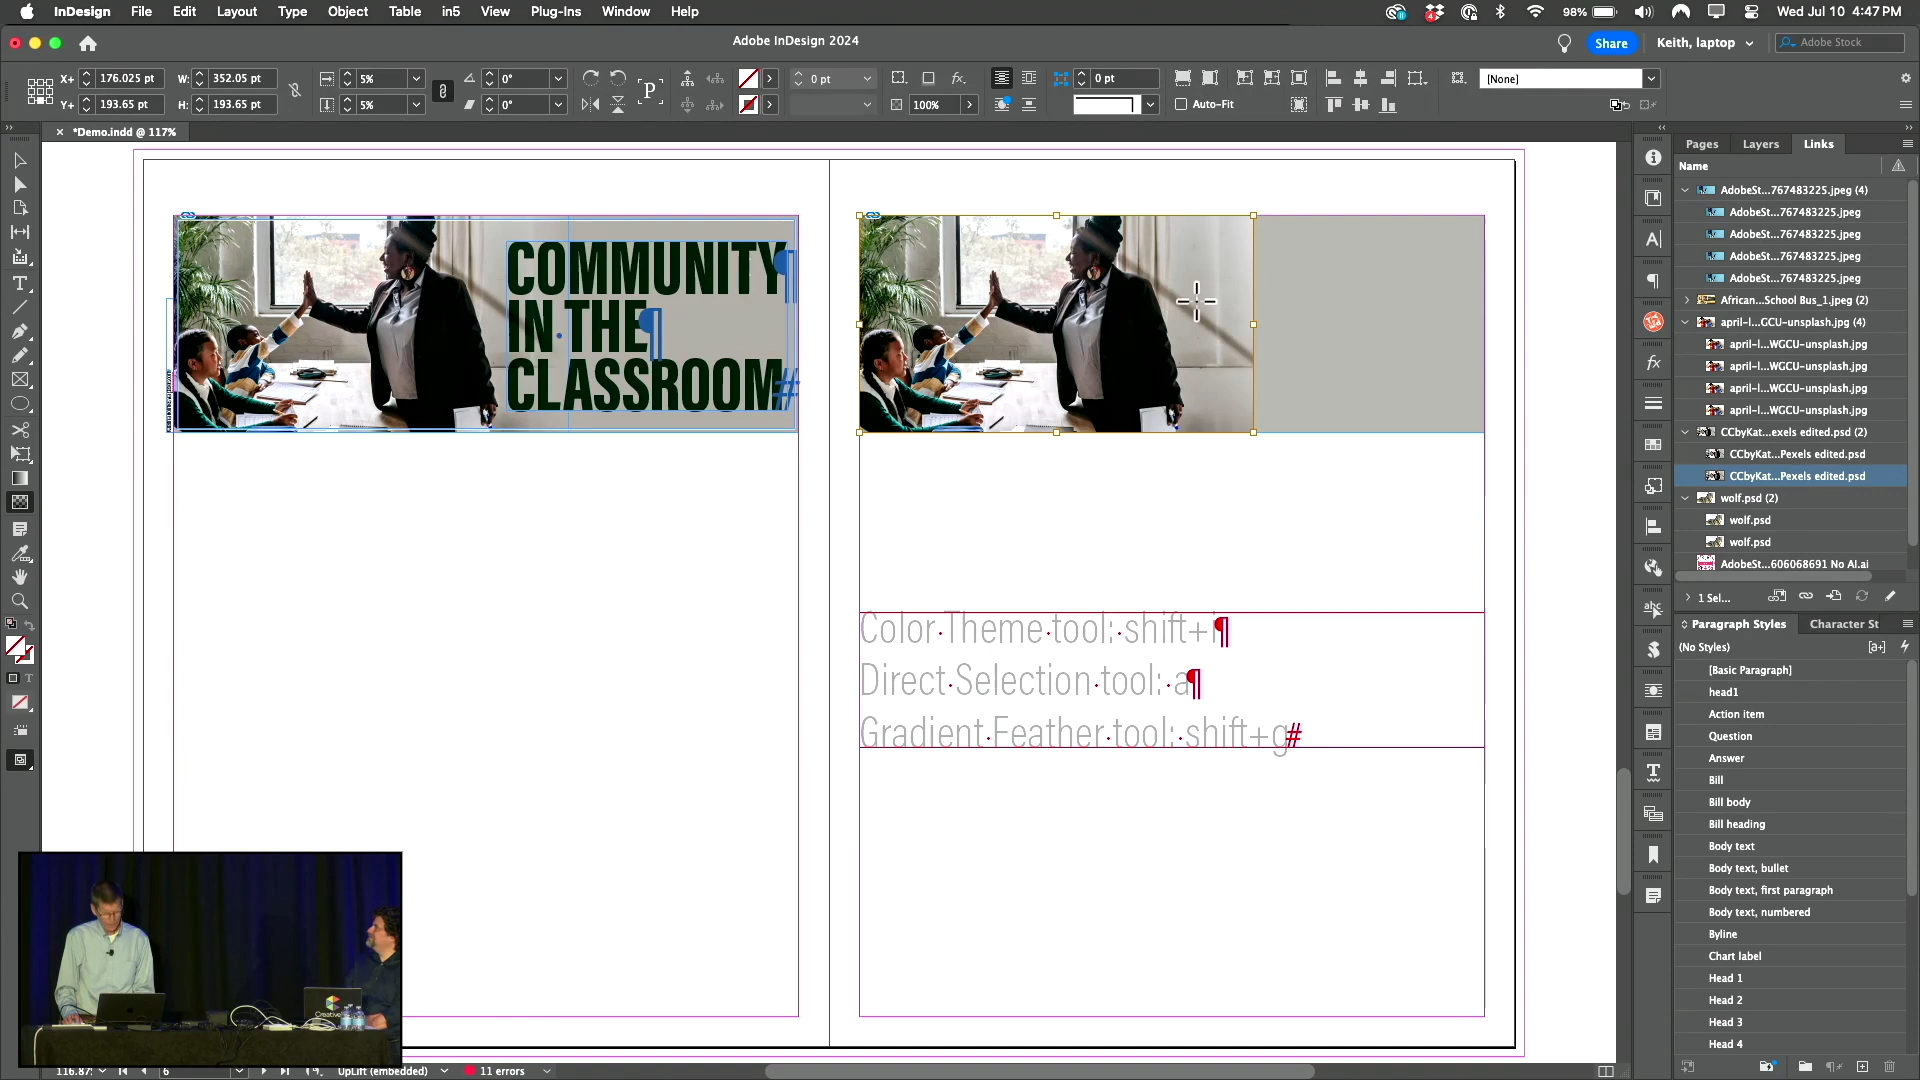 InDesign File Edit Layout Type Object Table in5 View Plug-Ins Window Help 98% Wed Jul 10 4:47 PM
Adobe InDesign 2024 Share Keith, laptop Adobe Stock
X+ 176.025 pt W: 352.05 pt 5% 0° P 0 pt fx. 0 pt [None]
Y+ 193.65 pt H: 193.65 pt 5% 0° 100% Auto-Fit
× *Demo.indd @ 117%
COMMUNITY
IN THE
CLASSROOM#
Color Theme tool: shift+i¶
Direct Selection tool: a¶
Gradient Feather tool: shift+g#
Pages Layers Links
Name
AdobeSt...767483225.jpeg (4)
AdobeSt...767483225.jpeg
AdobeSt...767483225.jpeg
AdobeSt...767483225.jpeg
AdobeSt...767483225.jpeg
African...School Bus_1.jpeg (2)
april-l...GCU-unsplash.jpg (4)
april-l...WGCU-unsplash.jpg
april-l...WGCU-unsplash.jpg
april-l...WGCU-unsplash.jpg
april-l...WGCU-unsplash.jpg
CCbyKat...exels edited.psd (2)
CCbyKat...Pexels edited.psd
CCbyKat...Pexels edited.psd
wolf.psd (2)
wolf.psd
wolf.psd
AdobeSt...606068691 No AI.ai
1 Sel...
Paragraph Styles Character St
(No Styles) [a+]
[Basic Paragraph]
head1
Action item
Question
Answer
Bill
Bill body
Bill heading
Body text
Body text, bullet
Body text, first paragraph
Body text, numbered
Byline
Chart label
Head 1
Head 2
Head 3
Head 4
116.87 6 UpLift (embedded) 11 errors